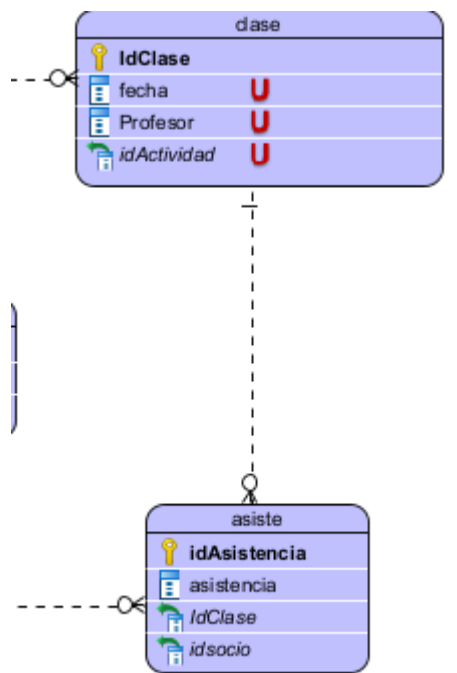 clase
IdClase
fecha U
Profesor U
idActividad U
asiste
idAsistencia
asistencia
IdClase
idsocio